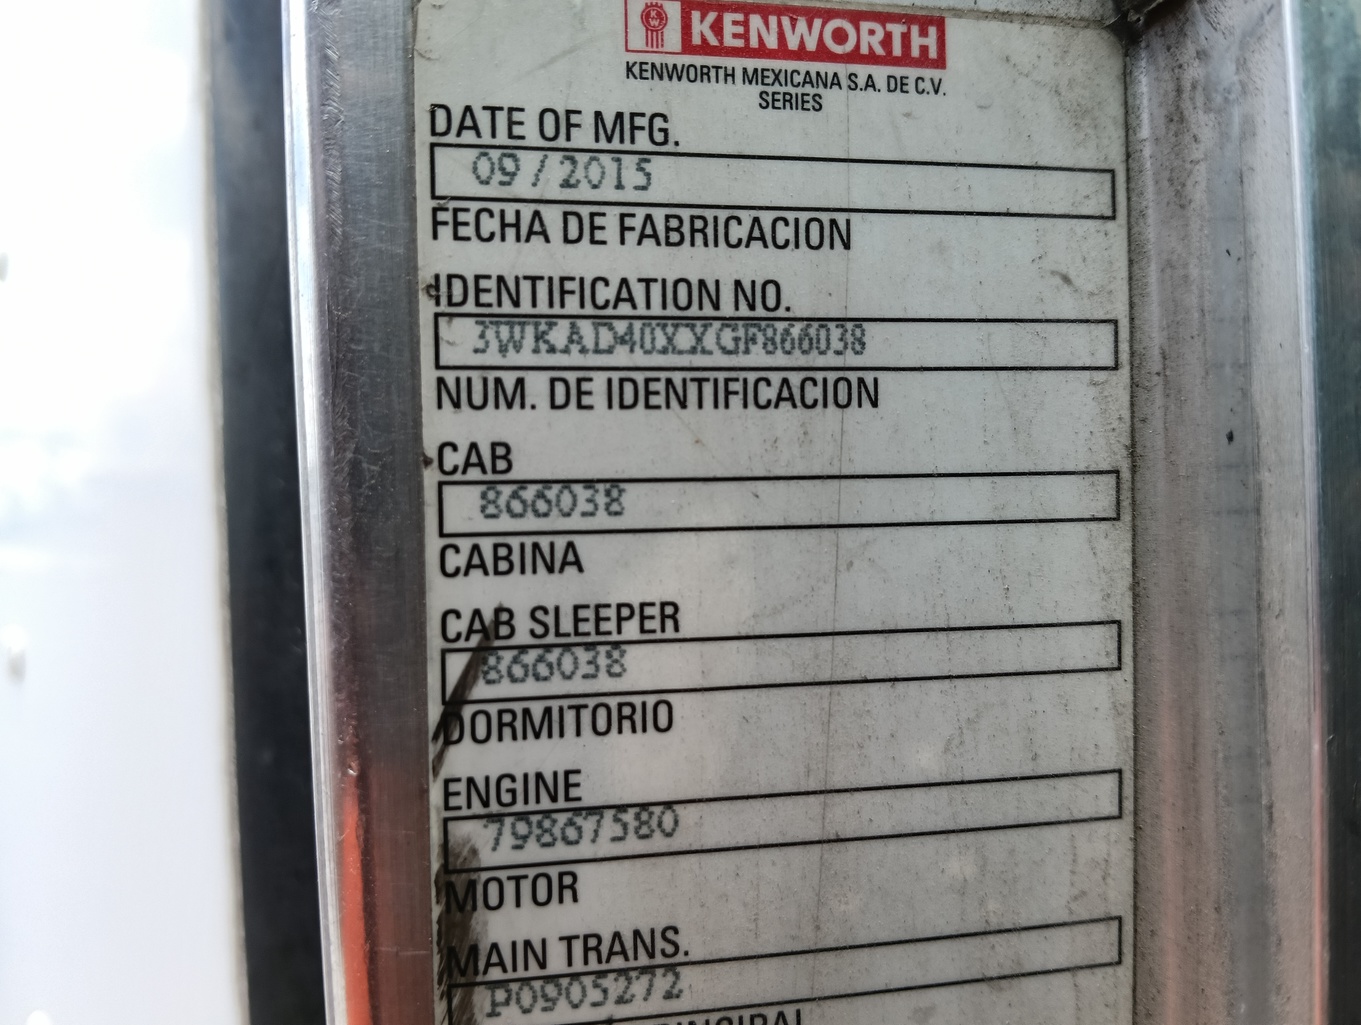 KENWORTH
KENWORTH MEXICANA S.A. DE C.V.
SERIES
DATE OF MFG.
09/2015
FECHA DE FABRICACION
IDENTIFICATION NO.
3WKAD40XXGF866038
NUM. DE IDENTIFICACION
CAB
866038
CABINA
CAB SLEEPER
866038
DORMITORIO
ENGINE
79867580
MOTOR
MAIN TRANS.
P0905272